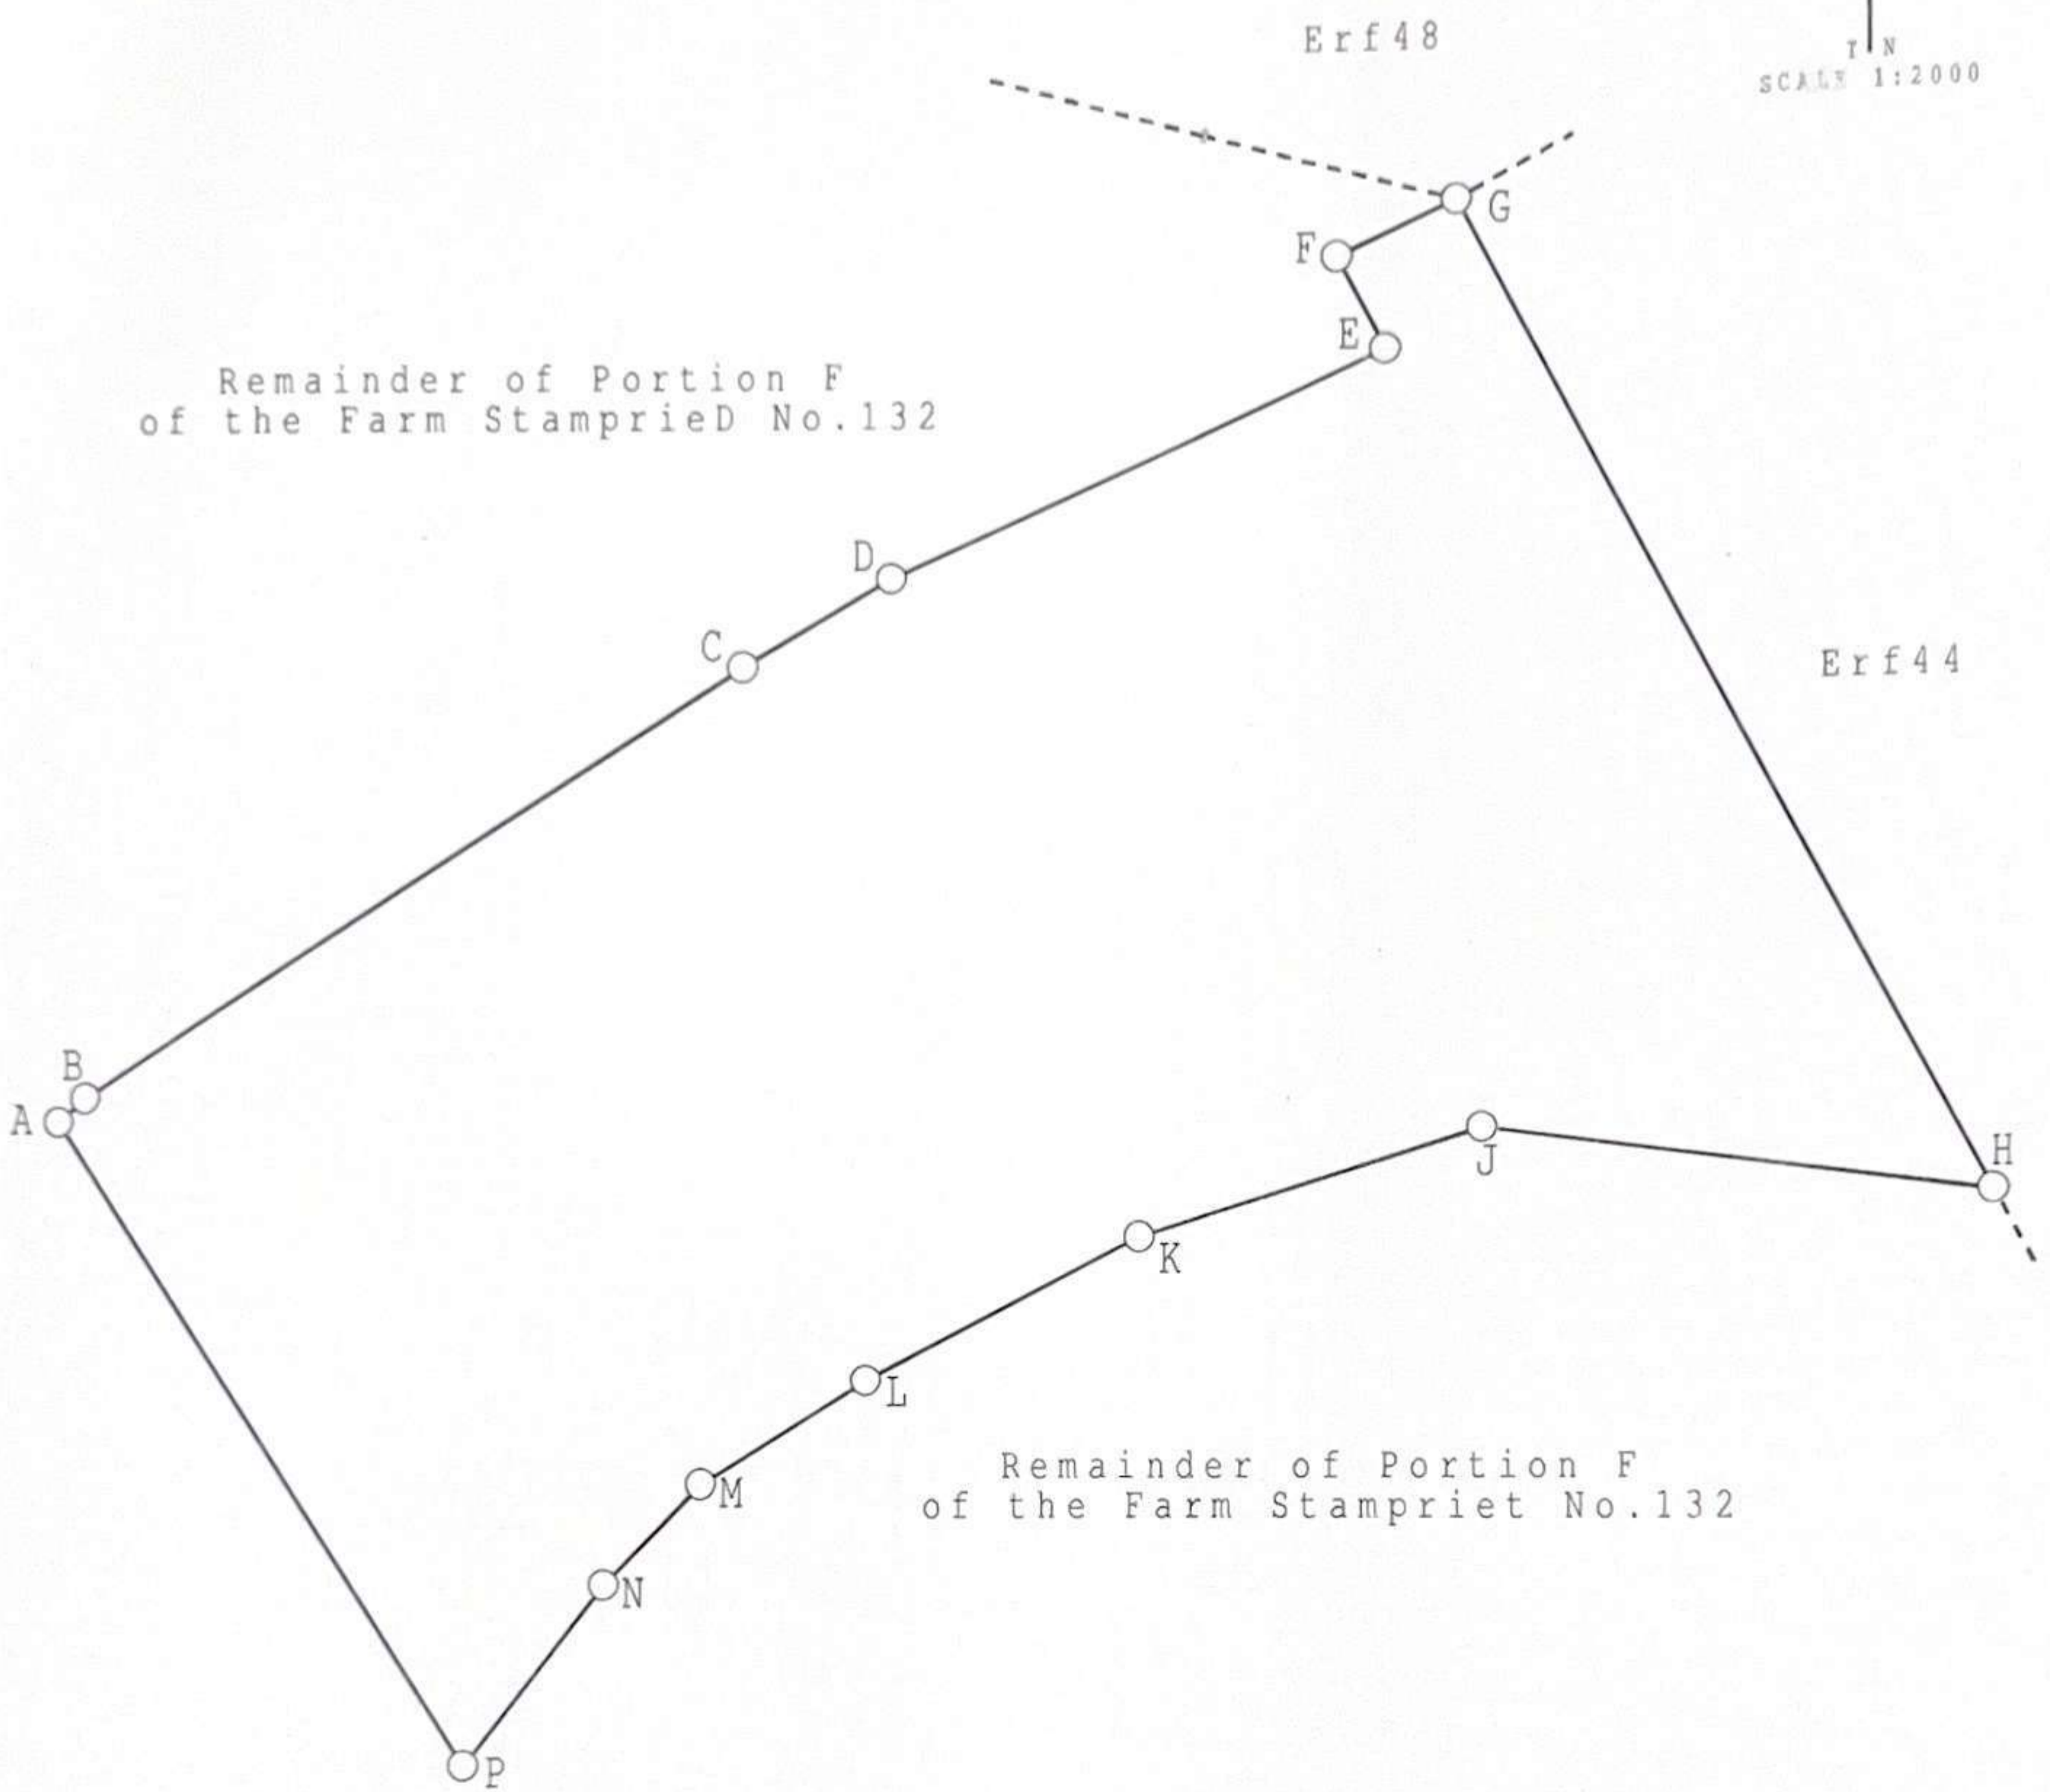 Erf48
T N
SCALE 1:2000
G
F
E
Remainder of Portion F
of the Farm StamprieD No.132
D
C
Erf44
B
A
H
J
K
L
M
Remainder of Portion F
of the Farm Stampriet No.132
N
P